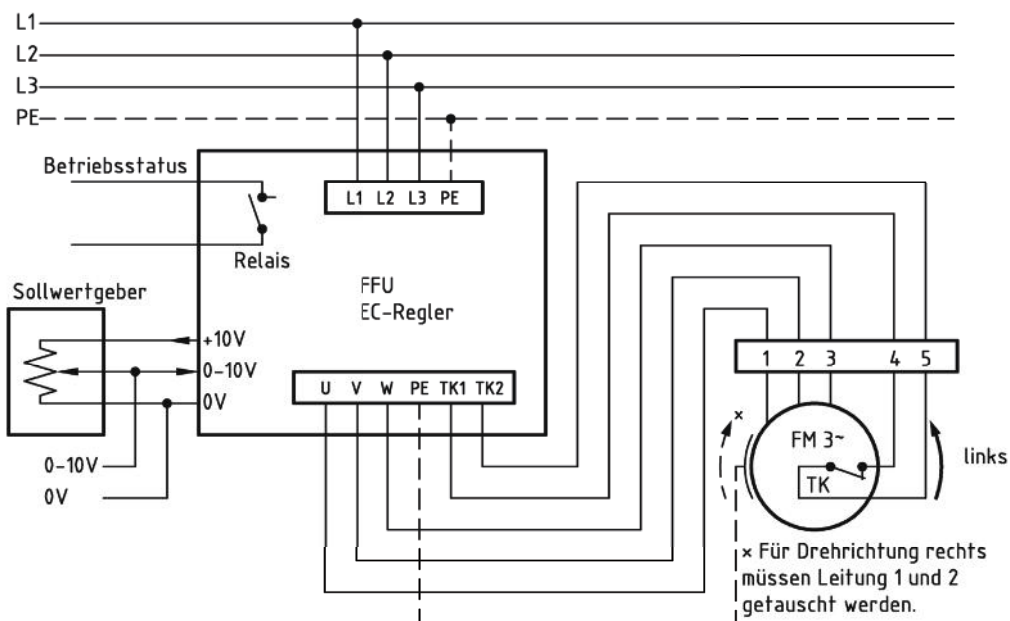 L1
L2
L3
PE
Betriebsstatus
L1 L2 L3 PE
Relais
Sollwertgeber
FFU
EC-Regler
+10V
0-10V
0V
U V W PE TK1 TK2
1 2 3 4 5
×
FM 3~
TK
links
0-10V
0V
× Für Drehrichtung rechts
müssen Leitung 1 und 2
getauscht werden.